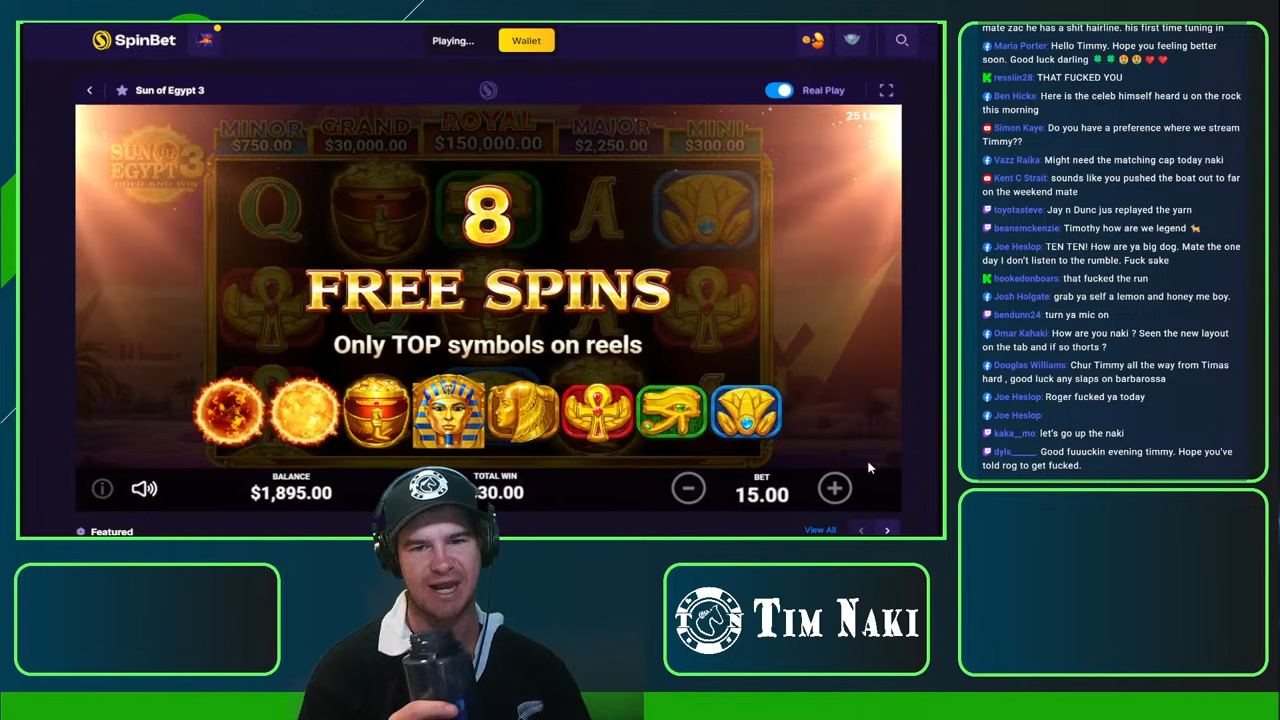 SpinBet
Playing...
Wallet
Sun of Egypt 3
Real Play
MINOR
$750.00
GRAND
$30,000.00
ROYAL
$150,000.00
MAJOR
$2,250.00
MINI
$300.00
SUN OF
EGYPT 3
HOLD AND WIN
Q
A
8
FREE SPINS
Only TOP symbols on reels
BALANCE
$1,895.00
TOTAL WIN
BET
15.00
Featured
View All
TIM NAKI
mate zac he has a shit hairline. his first time tuning in
Maria Porter: Hello Timmy. Hope you feeling better
soon. Good luck darling 🍀 🍀 🤑 🤑 ❤️ ❤️
resslin28: THAT FUCKED YOU
Ben Hicks: Here is the celeb himself heard u on the rock
this morning
Simon Kaye: Do you have a preference where we stream
Timmy??
Vazz Raika: Might need the matching cap today naki
Kent C Strait: sounds like you pushed the boat out to far
on the weekend mate
toyotasteve: Jay n Dunc jus replayed the yarn
beansmckenzie: Timothy how are we legend 🐕
Joe Heslop: TEN TEN! How are ya big dog. Mate the one
day I don't listen to the rumble. Fuck sake
hookedonboars: that fucked the run
Josh Holgate: grab ya self a lemon and honey me boy.
bendunn24: turn ya mic on
Omar Kahaki: How are you naki ? Seen the new layout
on the tab and if so thorts ?
Douglas Williams: Chur Timmy all the way from Timas
hard , good luck any slaps on barbarossa
Joe Heslop: Roger fucked ya today
Joe Heslop:
kaka__mo: let's go up the naki
dyls_____: Good fuuuckin evening timmy. Hope you've
told rog to get fucked.